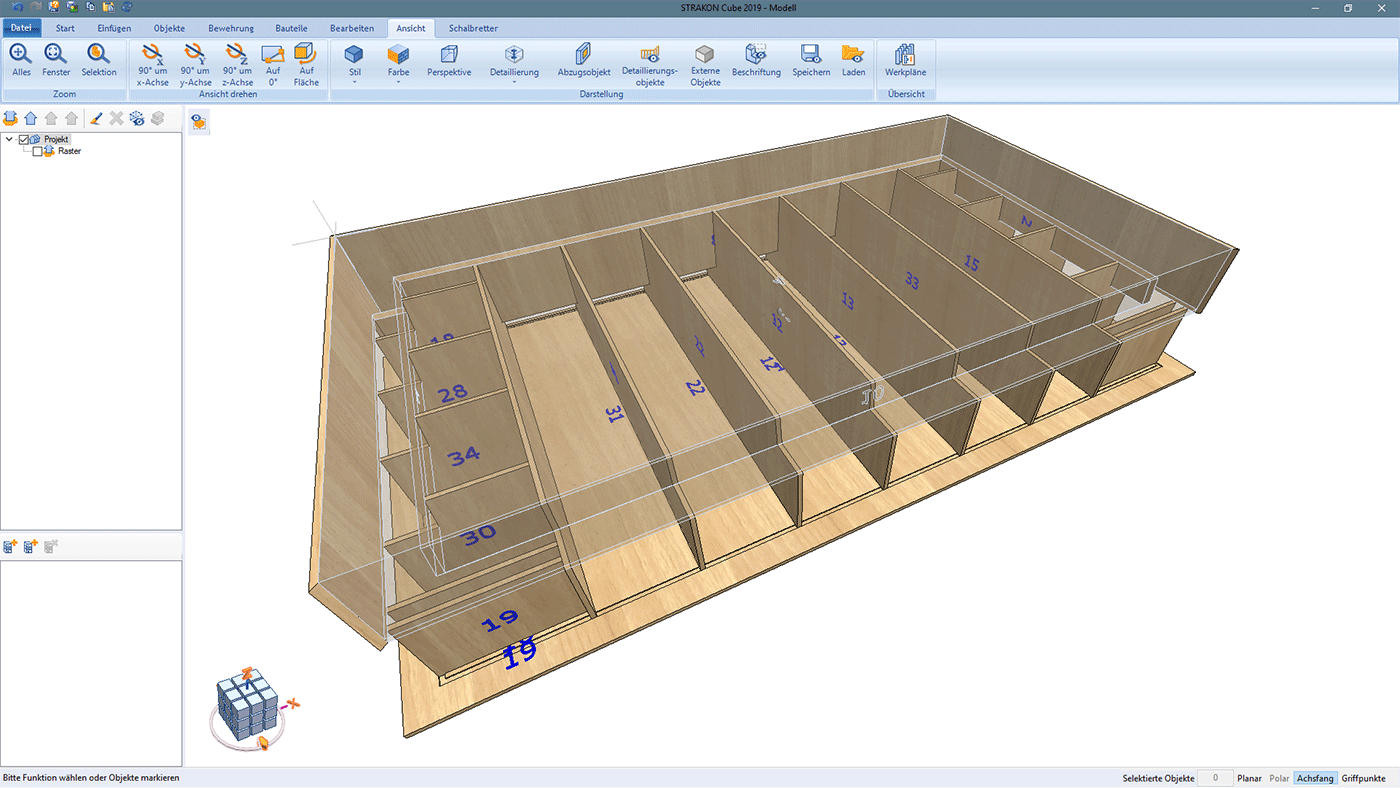 STRAKON Cube 2019 - Modell
Datei Start Einfügen Objekte Bewehrung Bauteile Bearbeiten Ansicht Schalbretter
Alles Fenster Selektion 90° um x-Achse 90° um y-Achse 90° um z-Achse Auf 0° Auf Fläche Stil Farbe Perspektive Detaillierung Abzugsobjekt Detaillierungs-objekte Externe Objekte Beschriftung Speichern Laden Werkpläne
Zoom Ansicht drehen Darstellung Übersicht
Projekt
Raster
2
15
33
13
12
12
22
31
28
34
10
30
19
19
Bitte Funktion wählen oder Objekte markieren Selektierte Objekte 0 Planar Polar Achsfang Griffpunkte